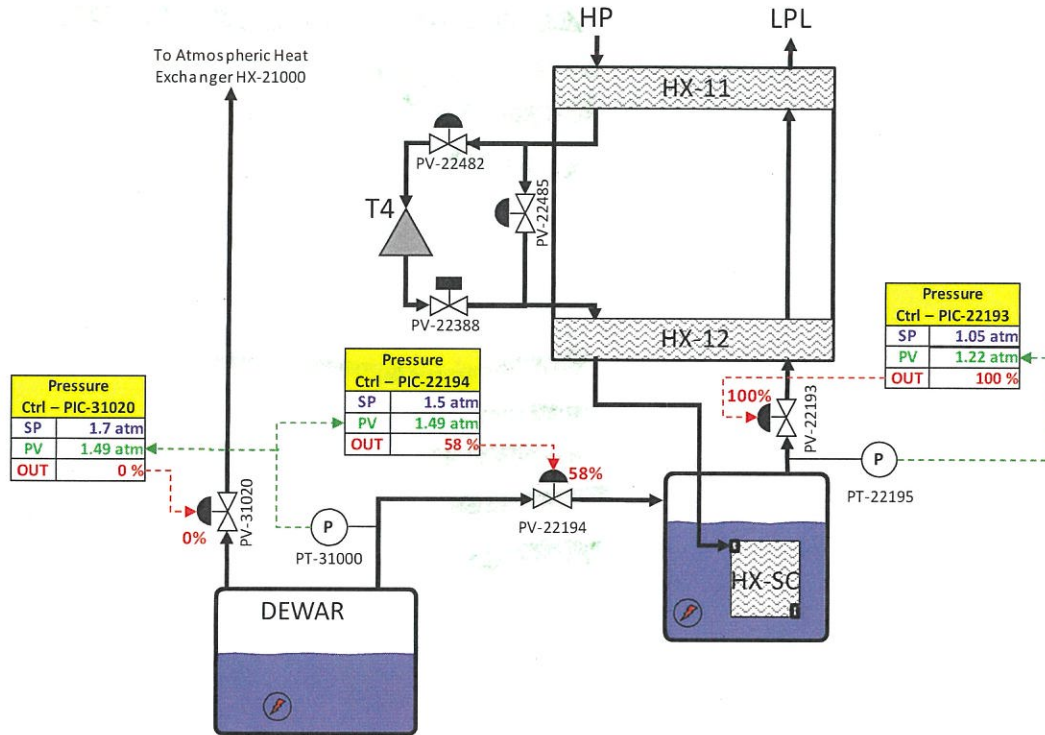 HP
LPL
To Atmospheric Heat
Exchanger HX-21000
HX-11
PV-22482
PV-22485
T4
PV-22388
HX-12
Pressure
Ctrl – PIC-22193
SP 1.05 atm
PV 1.22 atm
OUT 100 %
Pressure
Ctrl – PIC-22194
SP 1.5 atm
PV 1.49 atm
OUT 58 %
Pressure
Ctrl – PIC-31020
SP 1.7 atm
PV 1.49 atm
OUT 0 %
100%
PV-22193
P
PT-22195
58%
PV-22194
PV-31020
0%
P
PT-31000
HX-SC
DEWAR